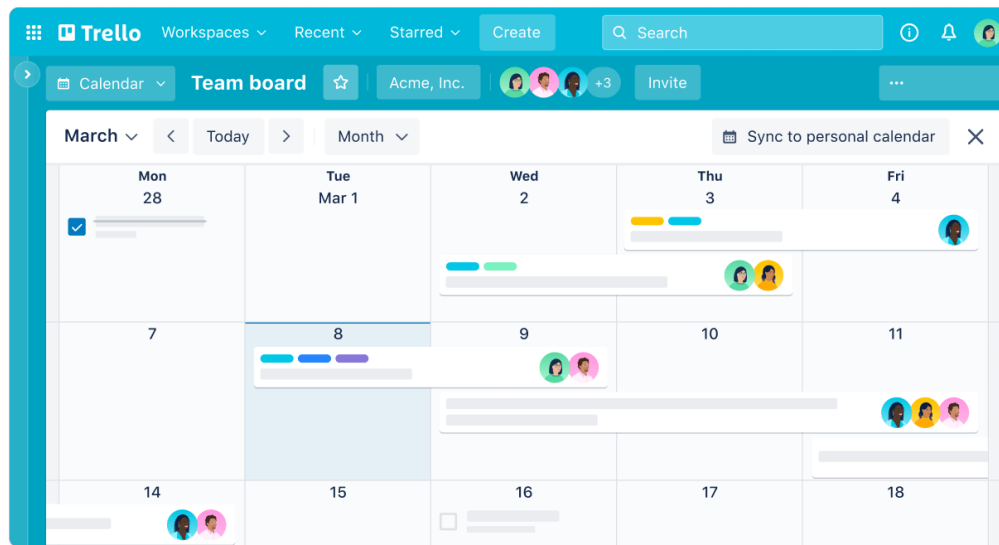 Trello Workspaces Recent Starred Create Search
Calendar Team board Acme, Inc. +3 Invite
March Today Month Sync to personal calendar
Mon Tue Wed Thu Fri
28 Mar 1 2 3 4
7 8 9 10 11
14 15 16 17 18